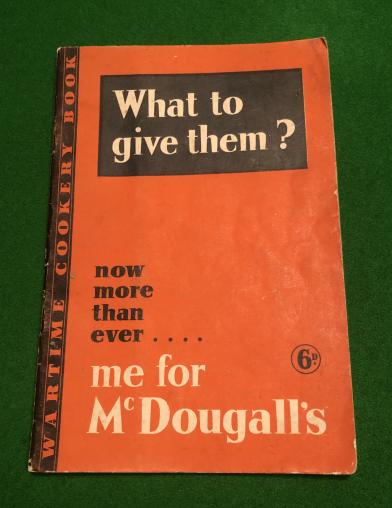 WARTIME COOKERY BOOK
What to
give them ?
now
more
than
ever . . . .
6D.
me for
McDougall's